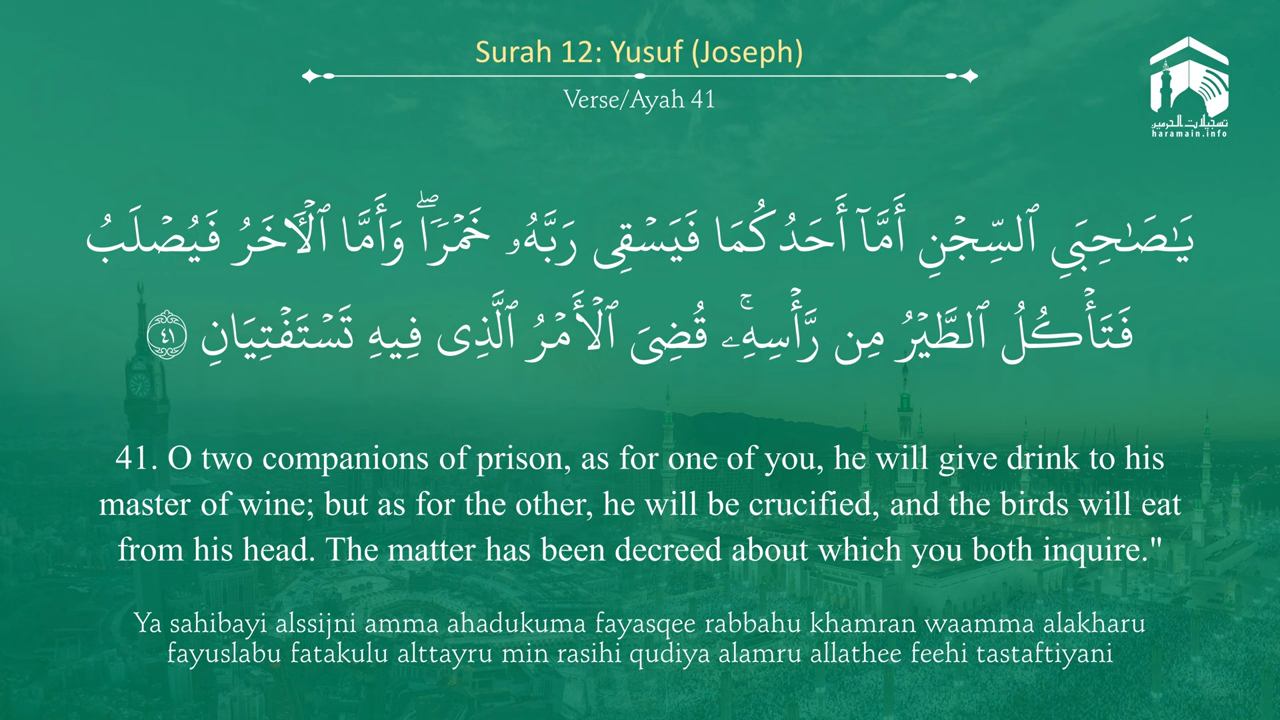 Surah 12: Yusuf (Joseph)
Verse/Ayah 41
تسجيلات الحرمين
haramain.info
يَـٰصَـٰحِبَىِ ٱلسِّجْنِ أَمَّآ أَحَدُكُمَا فَيَسْقِى رَبَّهُۥ خَمْرًۭا ۖ وَأَمَّا ٱلْـَٔاخَرُ فَيُصْلَبُ
فَتَأْكُلُ ٱلطَّيْرُ مِن رَّأْسِهِۦ ۚ قُضِىَ ٱلْأَمْرُ ٱلَّذِى فِيهِ تَسْتَفْتِيَانِ ٤١
41. O two companions of prison, as for one of you, he will give drink to his
master of wine; but as for the other, he will be crucified, and the birds will eat
from his head. The matter has been decreed about which you both inquire."
Ya sahibayi alssijni amma ahadukuma fayasqee rabbahu khamran waamma alakharu
fayuslabu fatakulu alttayru min rasihi qudiya alamru allathee feehi tastaftiyani